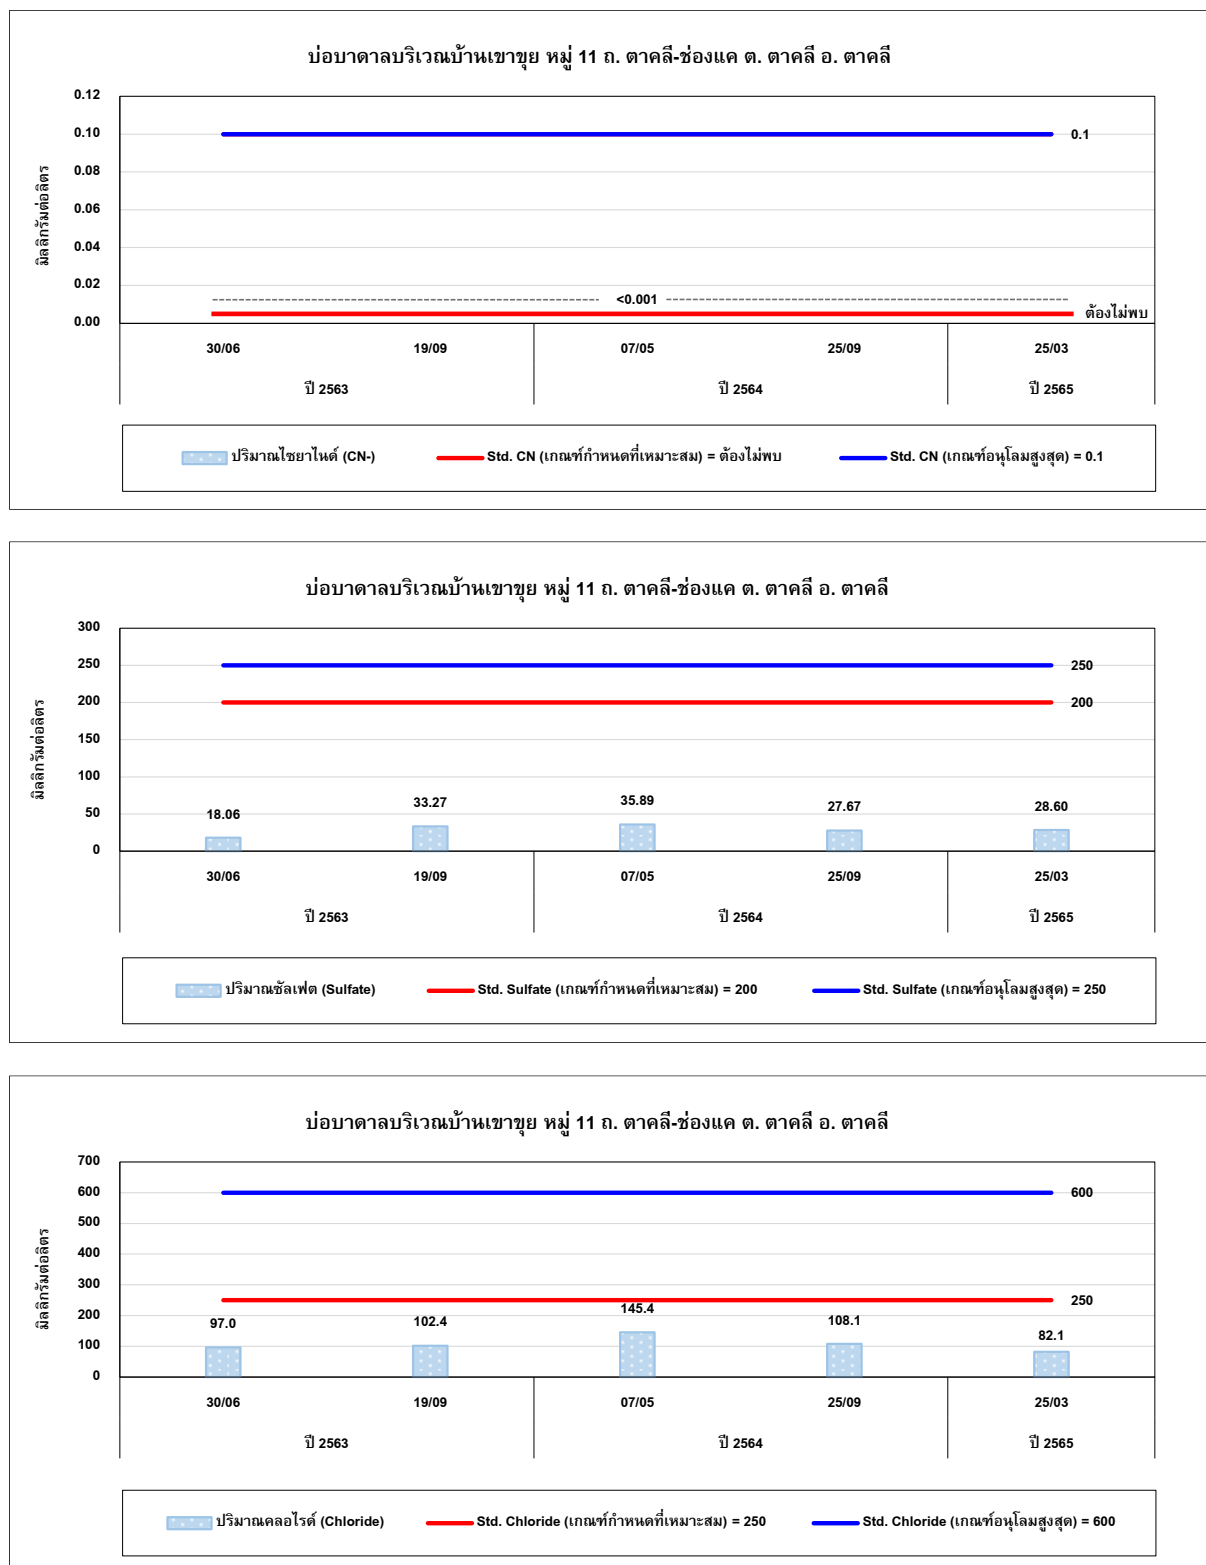 บ่อบาดาลบริเวณบ้านเขาขุย หมู่ 11 ถ. ตาคลี-ช่องแค ต. ตาคลี อ. ตาคลี
มิลลิกรัมต่อลิตร
0.12
0.10
0.08
0.06
0.04
0.02
0.00
0.1
<0.001
ต้องไม่พบ
30/06 19/09 07/05 25/09 25/03
ปี 2563 ปี 2564 ปี 2565
ปริมาณไซยาไนด์ (CN-) Std. CN (เกณฑ์กำหนดที่เหมาะสม) = ต้องไม่พบ Std. CN (เกณฑ์อนุโลมสูงสุด) = 0.1
บ่อบาดาลบริเวณบ้านเขาขุย หมู่ 11 ถ. ตาคลี-ช่องแค ต. ตาคลี อ. ตาคลี
มิลลิกรัมต่อลิตร
300
250
200
150
100
50
0
250
200
18.06 33.27 35.89 27.67 28.60
30/06 19/09 07/05 25/09 25/03
ปี 2563 ปี 2564 ปี 2565
ปริมาณซัลเฟต (Sulfate) Std. Sulfate (เกณฑ์กำหนดที่เหมาะสม) = 200 Std. Sulfate (เกณฑ์อนุโลมสูงสุด) = 250
บ่อบาดาลบริเวณบ้านเขาขุย หมู่ 11 ถ. ตาคลี-ช่องแค ต. ตาคลี อ. ตาคลี
มิลลิกรัมต่อลิตร
700
600
500
400
300
200
100
0
600
250
97.0 102.4 145.4 108.1 82.1
30/06 19/09 07/05 25/09 25/03
ปี 2563 ปี 2564 ปี 2565
ปริมาณคลอไรด์ (Chloride) Std. Chloride (เกณฑ์กำหนดที่เหมาะสม) = 250 Std. Chloride (เกณฑ์อนุโลมสูงสุด) = 600